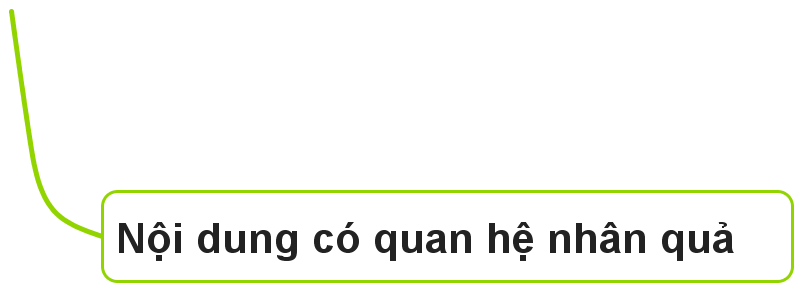 Nội dung có quan hệ nhân quả